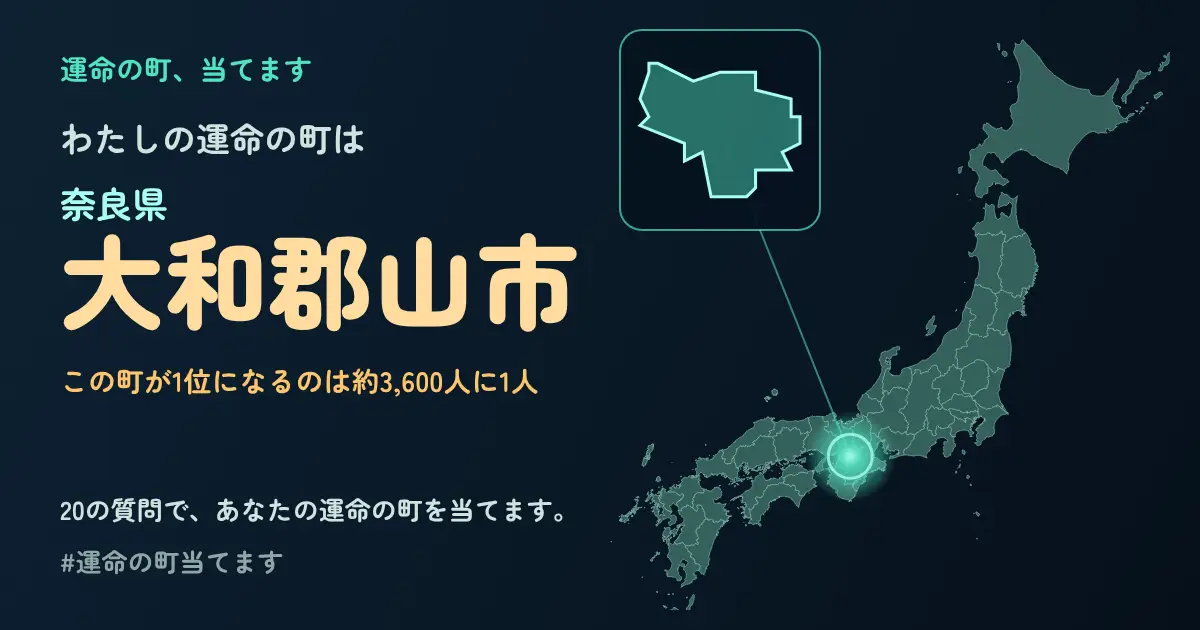 運命の町、当てます
わたしの運命の町は
奈良県
大和郡山市
この町が1位になるのは約3,600人に1人
20の質問で、あなたの運命の町を当てます。
#運命の町当てます